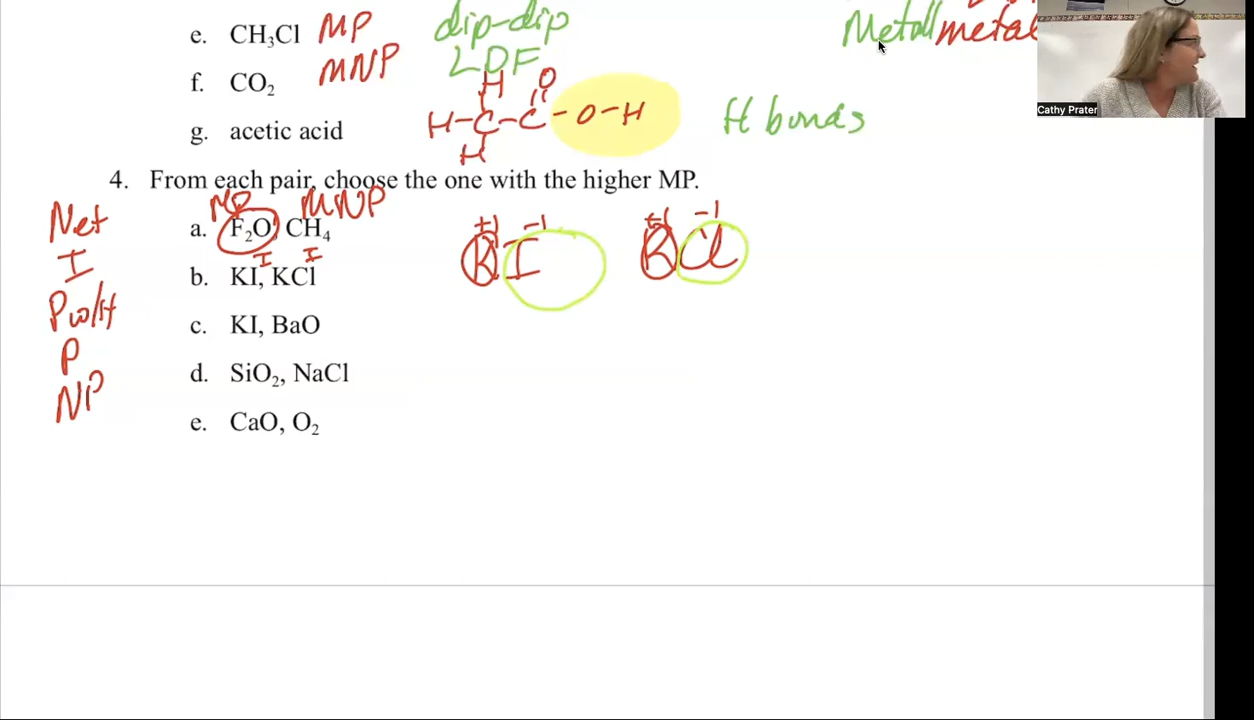 e. CH₃Cl MP dip-dip
Metall metal
f. CO₂ MNP LDF
g. acetic acid H-C-C-O-H H bonds
H O
H
Cathy Prater
4. From each pair, choose the one with the higher MP.
MP MNP
Net a. F₂O, CH₄
I I I
b. KI, KCl
+1 -1 +1 -1
KI KCl
Pw/H
c. KI, BaO
P
d. SiO₂, NaCl
NP
e. CaO, O₂